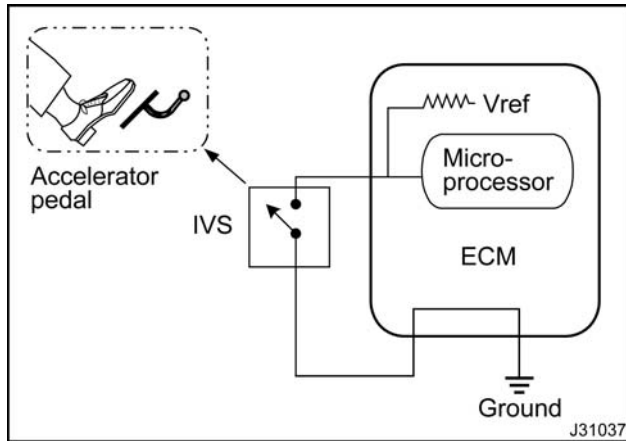 Accelerator
pedal
IVS
Vref
Micro-
processor
ECM
Ground
J31037